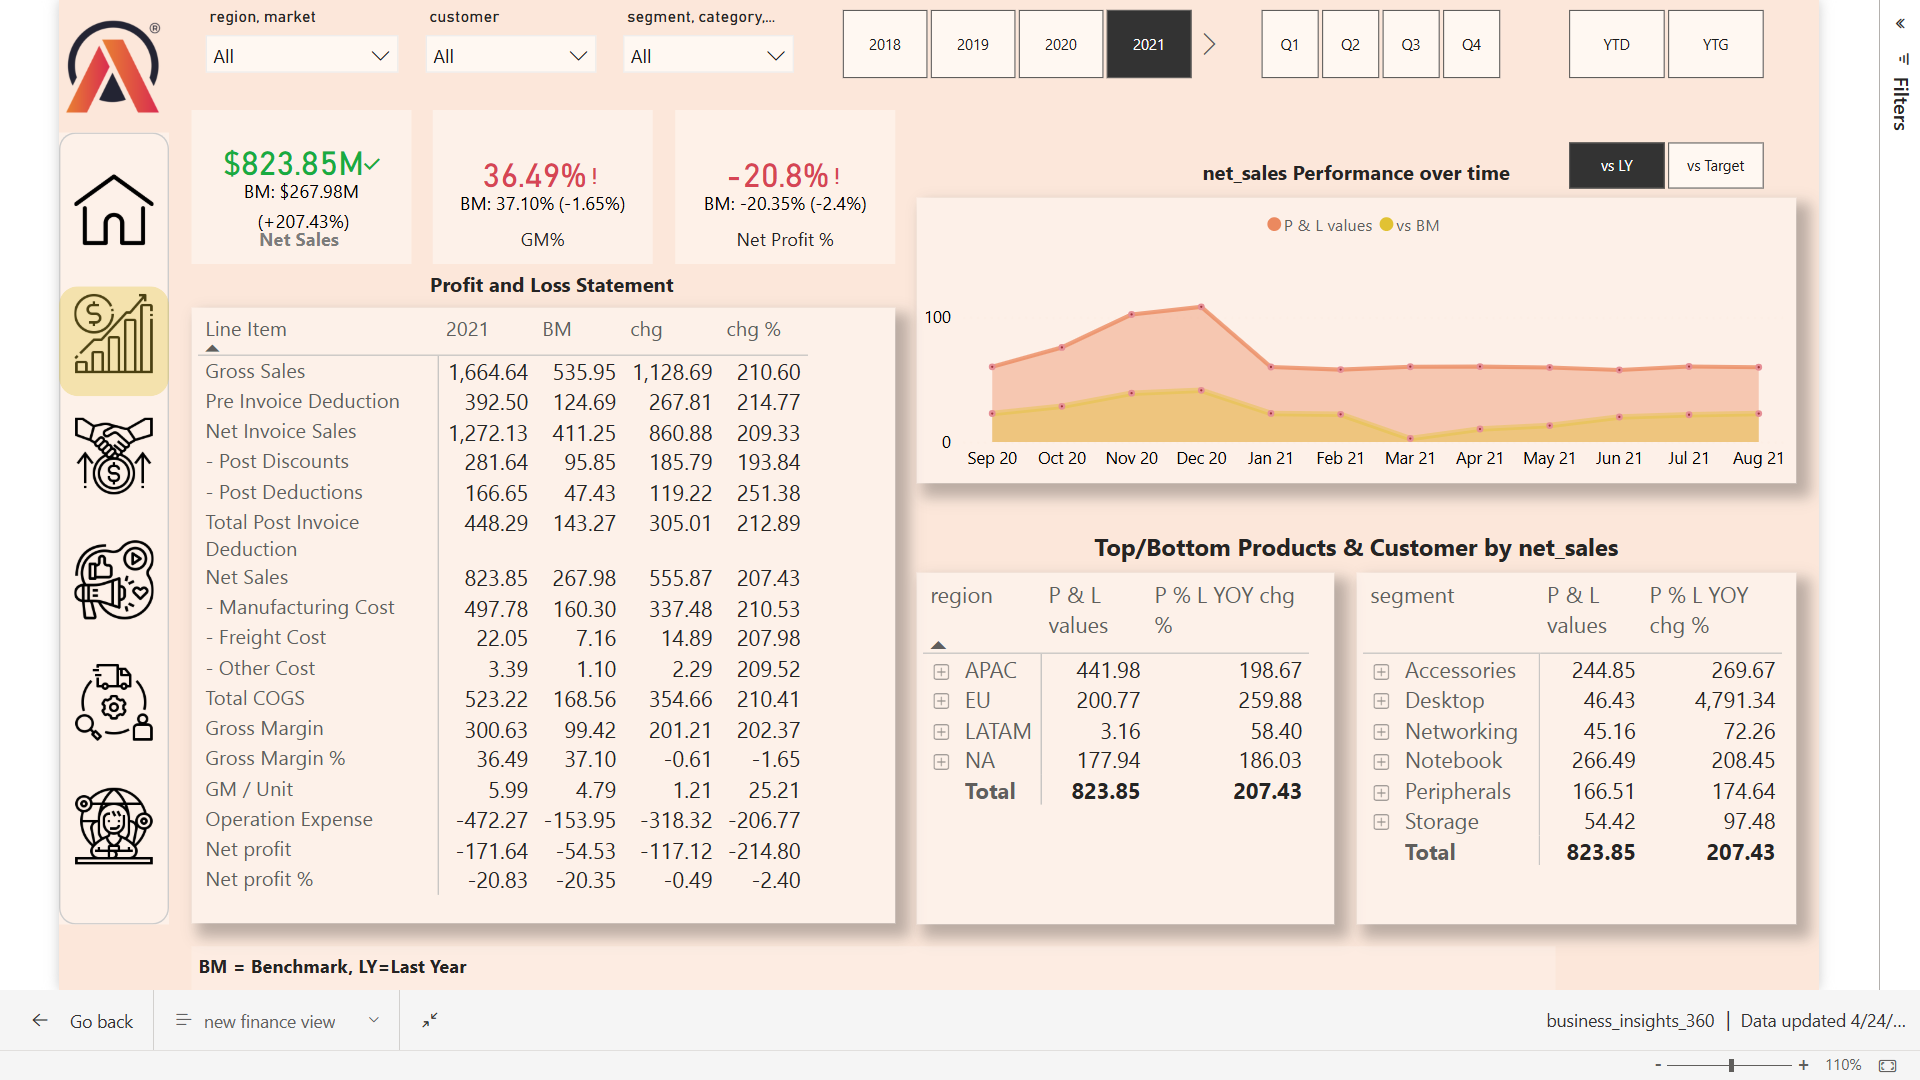 region, market
customer
segment, category,...
All
All
All
2018
2019
2020
2021
Q1
Q2
Q3
Q4
YTD
YTG
Filters
®
$823.85M
BM: $267.98M
(+207.43%)
Net Sales
36.49%!
BM: 37.10% (-1.65%)
GM%
-20.8%!
BM: -20.35% (-2.4%)
Net Profit %
net_sales Performance over time
vs LY
vs Target
P & L values
vs BM
100
0
Sep 20 Oct 20 Nov 20 Dec 20 Jan 21 Feb 21 Mar 21 Apr 21 May 21 Jun 21 Jul 21 Aug 21
Profit and Loss Statement
Line Item 2021 BM chg chg %
Gross Sales 1,664.64 535.95 1,128.69 210.60
Pre Invoice Deduction 392.50 124.69 267.81 214.77
Net Invoice Sales 1,272.13 411.25 860.88 209.33
- Post Discounts 281.64 95.85 185.79 193.84
- Post Deductions 166.65 47.43 119.22 251.38
Total Post Invoice 448.29 143.27 305.01 212.89
Deduction
Net Sales 823.85 267.98 555.87 207.43
- Manufacturing Cost 497.78 160.30 337.48 210.53
- Freight Cost 22.05 7.16 14.89 207.98
- Other Cost 3.39 1.10 2.29 209.52
Total COGS 523.22 168.56 354.66 210.41
Gross Margin 300.63 99.42 201.21 202.37
Gross Margin % 36.49 37.10 -0.61 -1.65
GM / Unit 5.99 4.79 1.21 25.21
Operation Expense -472.27 -153.95 -318.32 -206.77
Net profit -171.64 -54.53 -117.12 -214.80
Net profit % -20.83 -20.35 -0.49 -2.40
Top/Bottom Products & Customer by net_sales
region P & L P % L YOY chg
values %
APAC 441.98 198.67
EU 200.77 259.88
LATAM 3.16 58.40
NA 177.94 186.03
Total 823.85 207.43
segment P & L P % L YOY
values chg %
Accessories 244.85 269.67
Desktop 46.43 4,791.34
Networking 45.16 72.26
Notebook 266.49 208.45
Peripherals 166.51 174.64
Storage 54.42 97.48
Total 823.85 207.43
BM = Benchmark, LY=Last Year
Go back
new finance view
business_insights_360 | Data updated 4/24/...
- + 110%